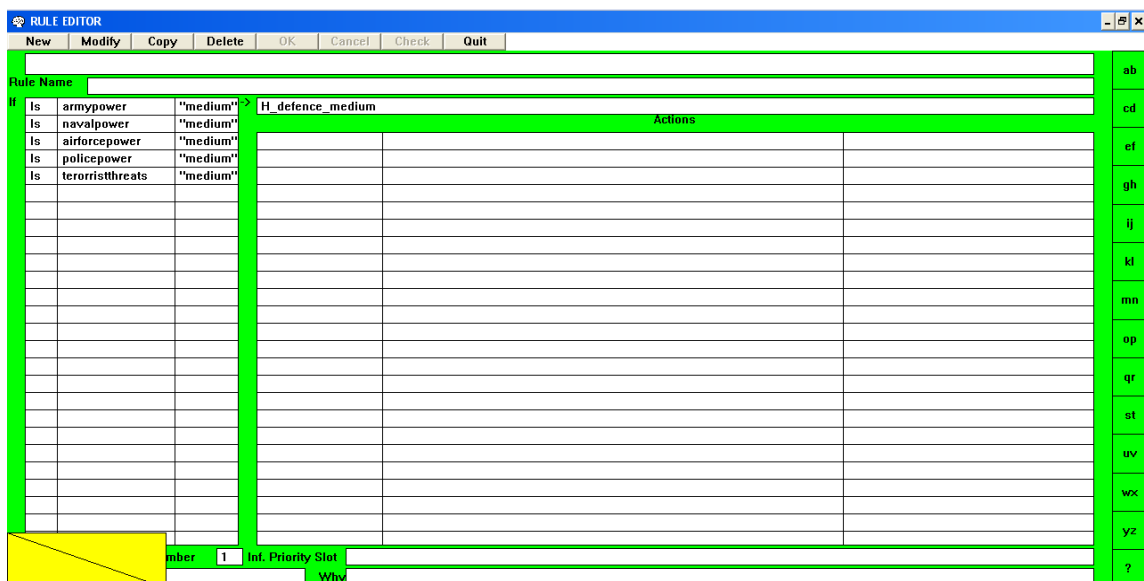 RULE EDITOR
New Modify Copy Delete OK Cancel Check Quit
ab
Rule Name
If Is armypower "medium" -> H_defence_medium cd
Is navalpower "medium" Actions
Is airforcepower "medium" ef
Is policepower "medium"
Is terorristthreats "medium" gh
ij
kl
mn
op
qr
st
uv
wx
yz
mber 1 Inf. Priority Slot
Why ?